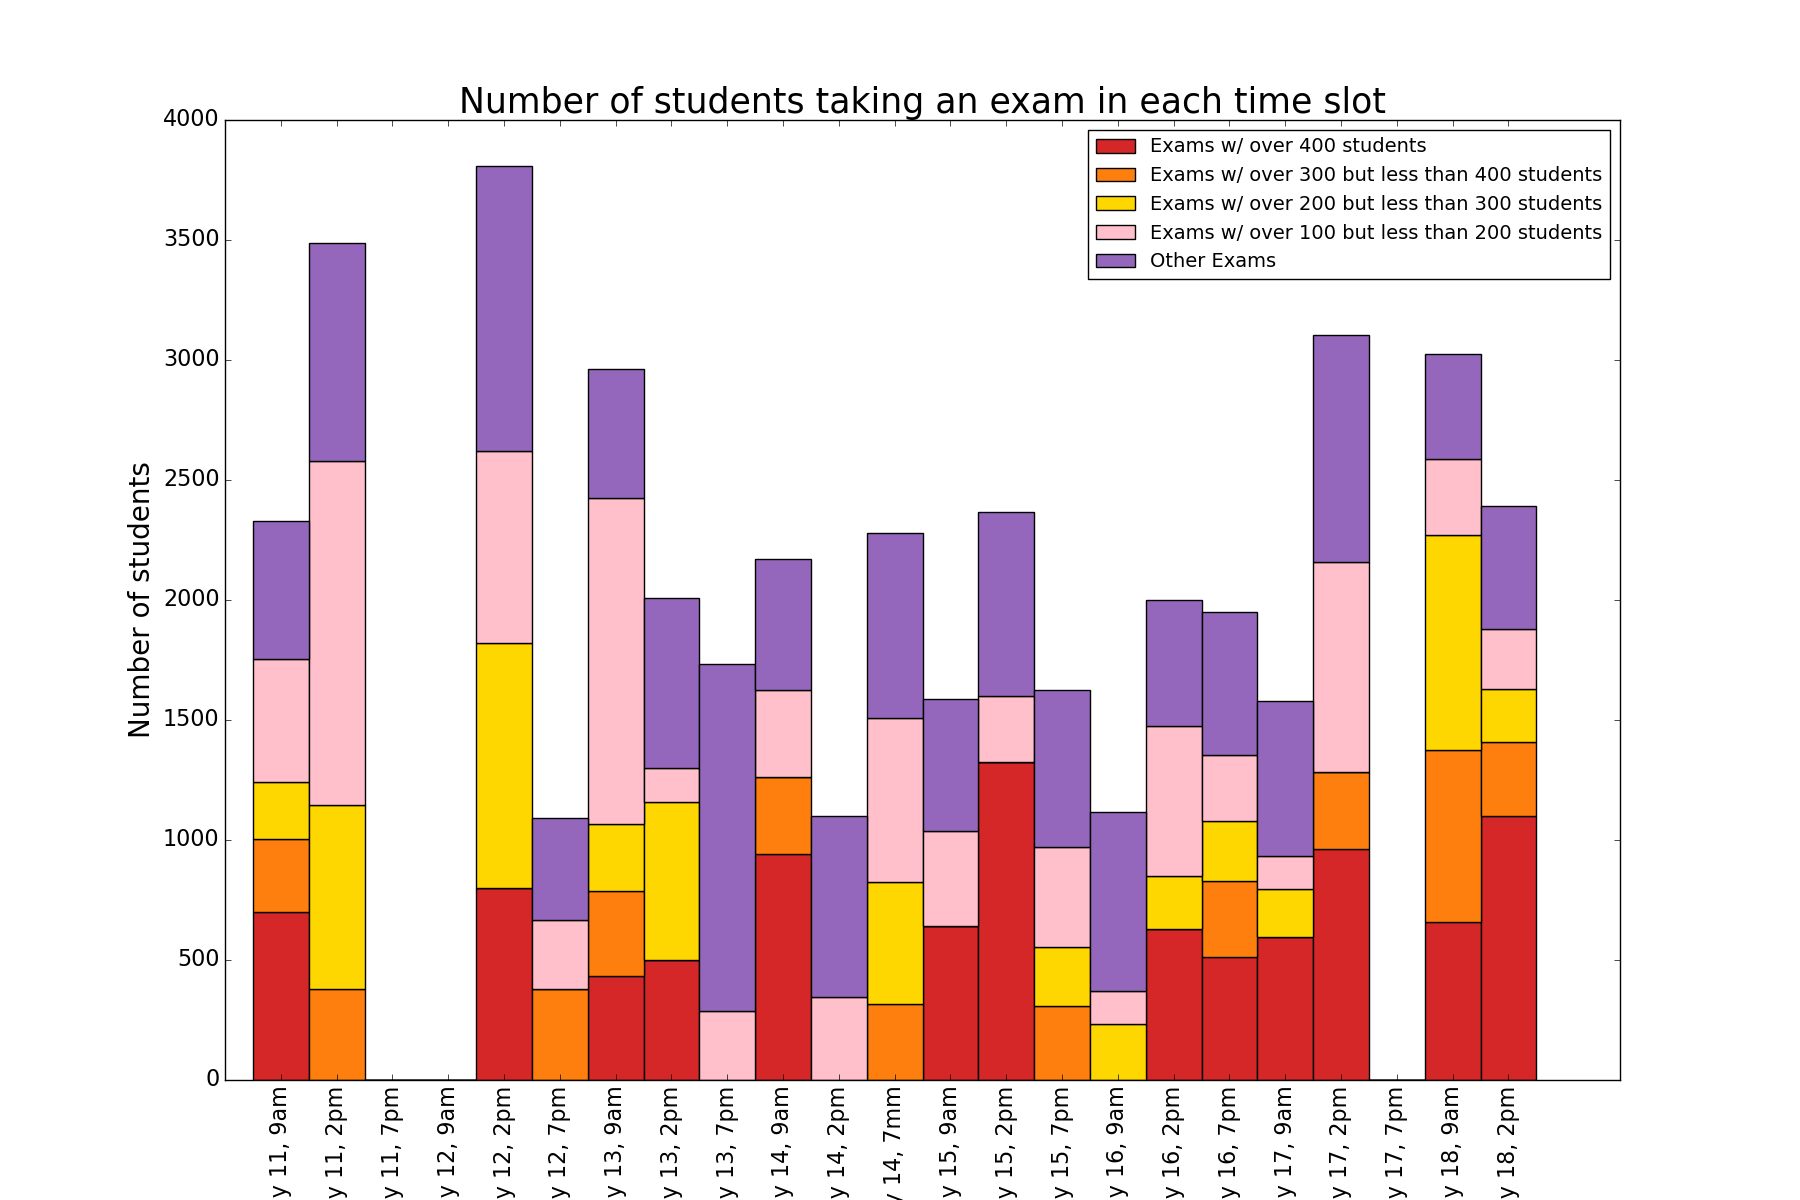 Number of students taking an exam in each time slot
Exams w/ over 400 students
Exams w/ over 300 but less than 400 students
Exams w/ over 200 but less than 300 students
Exams w/ over 100 but less than 200 students
Other Exams
Number of students
4000
3500
3000
2500
2000
1500
1000
500
0
y 11, 9am
y 11, 2pm
y 11, 7pm
y 12, 9am
y 12, 2pm
y 12, 7pm
y 13, 9am
y 13, 2pm
y 13, 7pm
y 14, 9am
y 14, 2pm
y 14, 7mm
y 15, 9am
y 15, 2pm
y 15, 7pm
y 16, 9am
y 16, 2pm
y 16, 7pm
y 17, 9am
y 17, 2pm
y 17, 7pm
y 18, 9am
y 18, 2pm